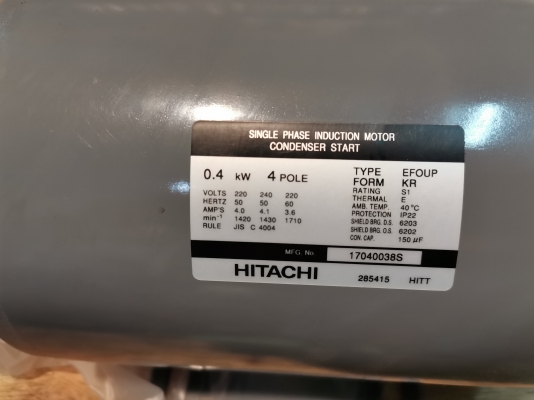 SINGLE PHASE INDUCTION MOTOR
CONDENSER START
0.4 kW 4 POLE
VOLTS 220 240 220
HERTZ 50 50 60
AMP'S 4.0 4.1 3.6
min⁻¹ 1420 1430 1710
RULE JIS C 4004
TYPE EFOUP
FORM KR
RATING S1
THERMAL E
AMB. TEMP. 40°C
PROTECTION IP22
SHIELD BRG. D.S. 6203
SHIELD BRG. O.S. 6202
CON. CAP. 150 µF
MFG. No. 17040038S
HITACHI 285415 HITT